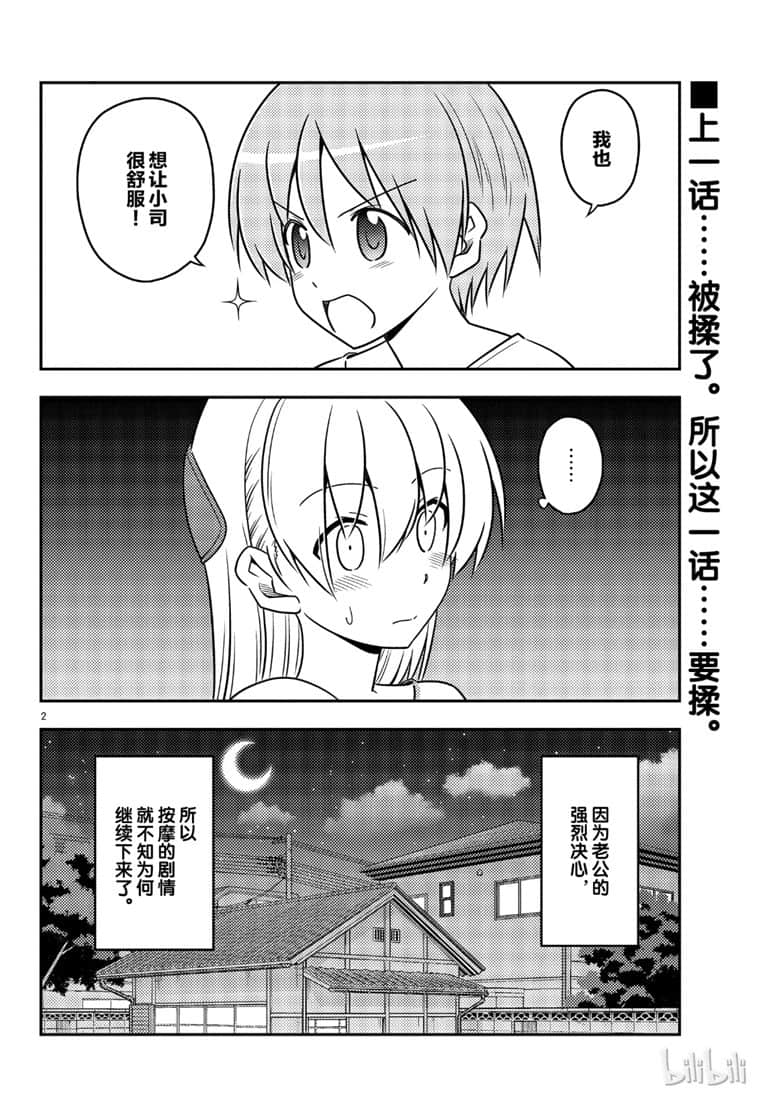 ■上一话……被揉了。所以这一话……要揉。
我也
想让小司
很舒服！
……
2
因为老公的
强烈决心，
所以
按摩的剧情
就不知为何
继续下来了。
bilibili